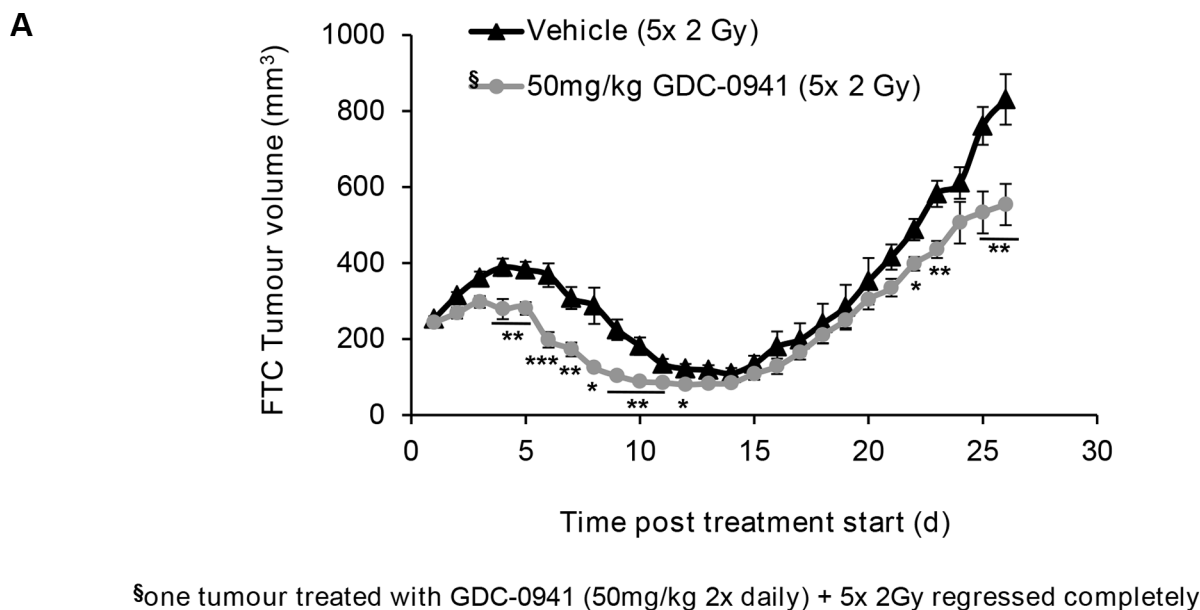 A
Vehicle (5x 2 Gy)
§ 50mg/kg GDC-0941 (5x 2 Gy)
FTC Tumour volume (mm³)
1000
800
600
400
200
0
** *** ** * ** * * ** **
0 5 10 15 20 25 30
Time post treatment start (d)
§one tumour treated with GDC-0941 (50mg/kg 2x daily) + 5x 2Gy regressed completely